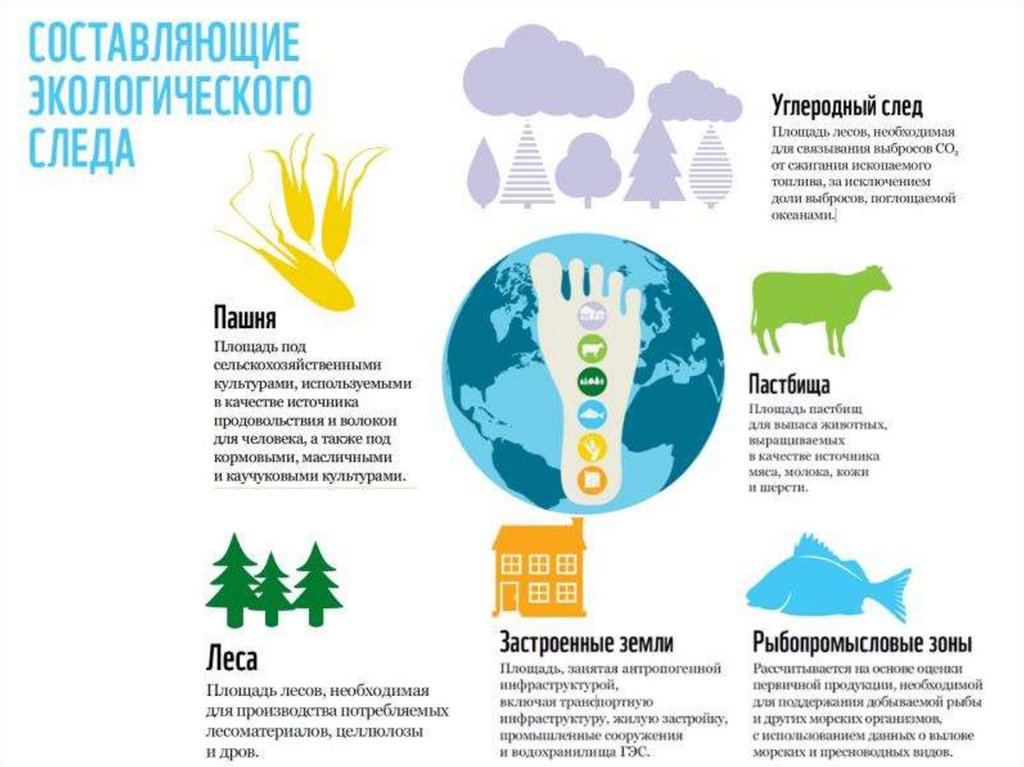 СОСТАВЛЯЮЩИЕ
ЭКОЛОГИЧЕСКОГО
СЛЕДА
Углеродный след
Площадь лесов, необходимая
для связывания выбросов CO₂
от сжигания ископаемого
топлива, за исключением
доли выбросов, поглощаемой
океанами.
Пашня
Площадь под
сельскохозяйственными
культурами, используемыми
в качестве источника
продовольствия и волокон
для человека, а также под
кормовыми, масличными
и каучуковыми культурами.
Пастбища
Площадь пастбищ
для выпаса животных,
выращиваемых
в качестве источника
мяса, молока, кожи
и шерсти.
Леса
Площадь лесов, необходимая
для производства потребляемых
лесоматериалов, целлюлозы
и дров.
Застроенные земли
Площадь, занятая антропогенной
инфраструктурой,
включая транспортную
инфраструктуру, жилую застройку,
промышленные сооружения
и водохранилища ГЭС.
Рыбопромысловые зоны
Рассчитывается на основе оценки
первичной продукции, необходимой
для поддержания добываемой рыбы
и других морских организмов,
с использованием данных о вылове
морских и пресноводных видов.